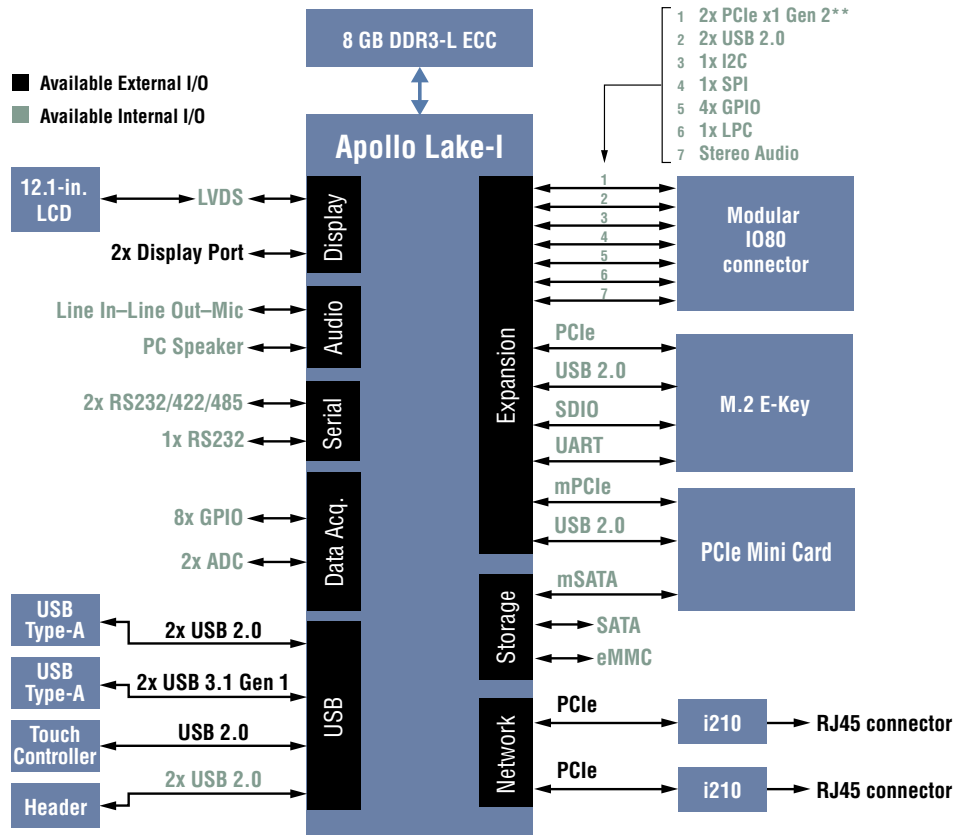 8 GB DDR3-L ECC
1 2x PCIe x1 Gen 2**
2 2x USB 2.0
3 1x I2C
4 1x SPI
5 4x GPIO
6 1x LPC
7 Stereo Audio
Available External I/O
Available Internal I/O
Apollo Lake-I
12.1-in.
LCD
LVDS
2x Display Port
Display
Line In–Line Out–Mic
PC Speaker
Audio
2x RS232/422/485
1x RS232
Serial
8x GPIO
2x ADC
Data Acq.
USB
Type-A
2x USB 2.0
USB
Type-A
2x USB 3.1 Gen 1
Touch
Controller
USB 2.0
Header
2x USB 2.0
USB
Expansion
1
2
3
4
5
6
7
Modular
IO80
connector
PCIe
USB 2.0
SDIO
UART
M.2 E-Key
mPCIe
USB 2.0
mSATA
PCIe Mini Card
Storage
SATA
eMMC
Network
PCIe
i210
RJ45 connector
PCIe
i210
RJ45 connector